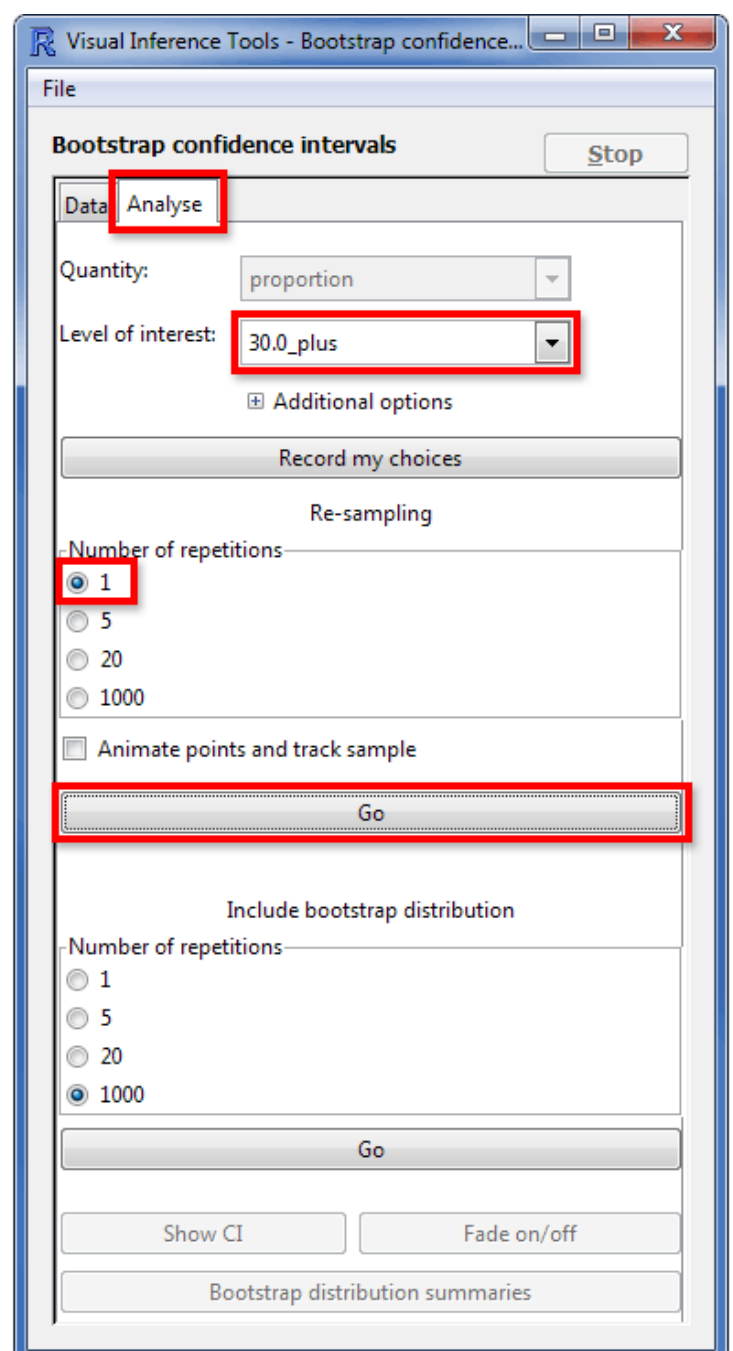 Visual Inference Tools - Bootstrap confidence...
File
Bootstrap confidence intervals
Stop
Data Analyse
Quantity: proportion
Level of interest: 30.0_plus
Additional options
Record my choices
Re-sampling
Number of repetitions
1
5
20
1000
Animate points and track sample
Go
Include bootstrap distribution
Number of repetitions
1
5
20
1000
Go
Show CI Fade on/off
Bootstrap distribution summaries